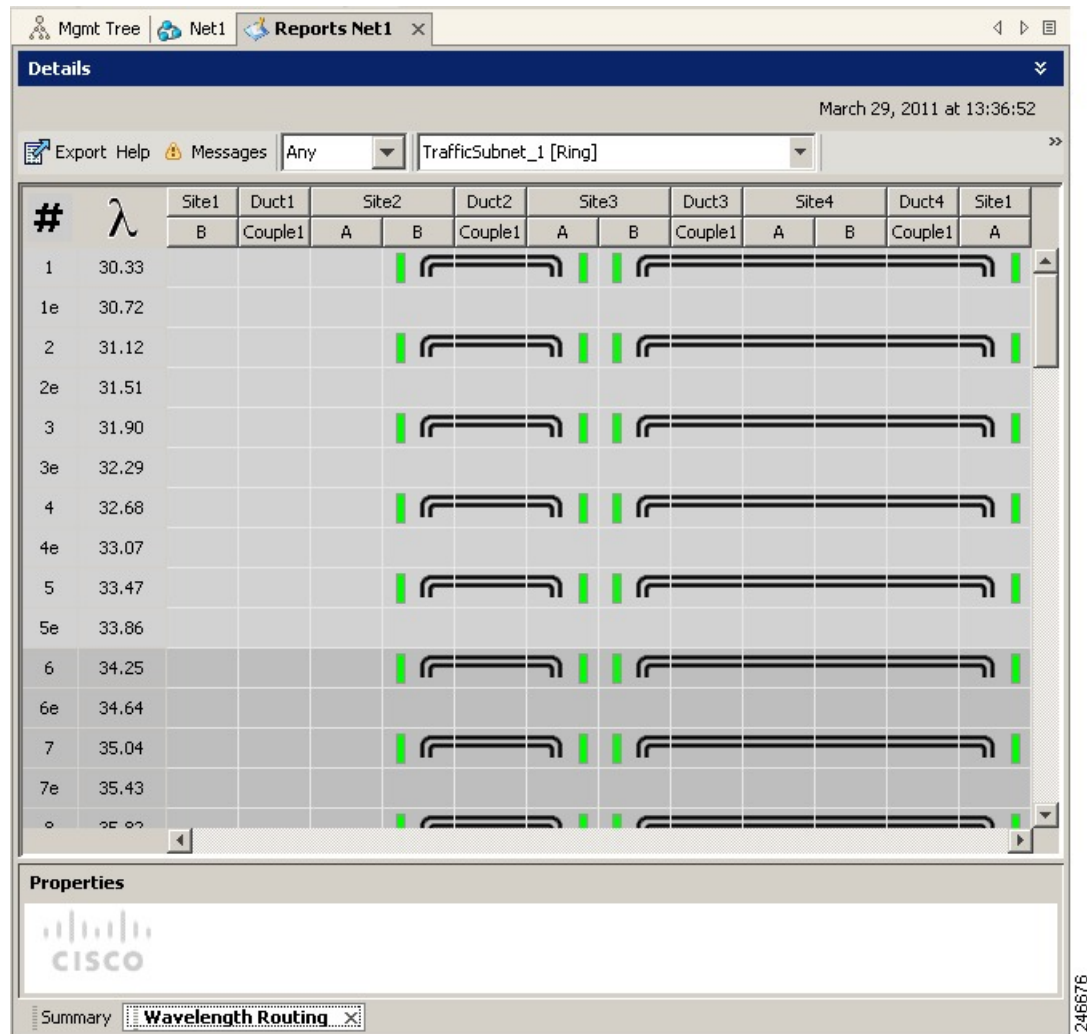 Mgmt Tree Net1 Reports Net1
Details
March 29, 2011 at 13:36:52
Export Help Messages Any TrafficSubnet_1 [Ring]
# λ Site1 Duct1 Site2 Duct2 Site3 Duct3 Site4 Duct4 Site1
B Couple1 A B Couple1 A B Couple1 A B Couple1 A
1 30.33
1e 30.72
2 31.12
2e 31.51
3 31.90
3e 32.29
4 32.68
4e 33.07
5 33.47
5e 33.86
6 34.25
6e 34.64
7 35.04
7e 35.43
Properties
CISCO
Summary Wavelength Routing
246676